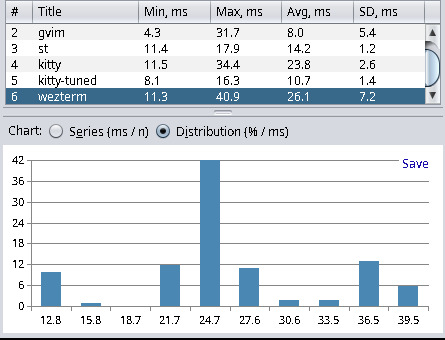 # Title Min, ms Max, ms Avg, ms SD, ms
2 gvim 4.3 31.7 8.0 5.4
3 st 11.4 17.9 14.2 1.2
4 kitty 11.5 34.4 23.8 2.6
5 kitty-tuned 8.1 16.3 10.7 1.4
6 wezterm 11.3 40.9 26.1 7.2
Chart: Series (ms / n) Distribution (% / ms)
Save
42
36
30
24
18
12
6
0
12.8 15.8 18.7 21.7 24.7 27.6 30.6 33.5 36.5 39.5